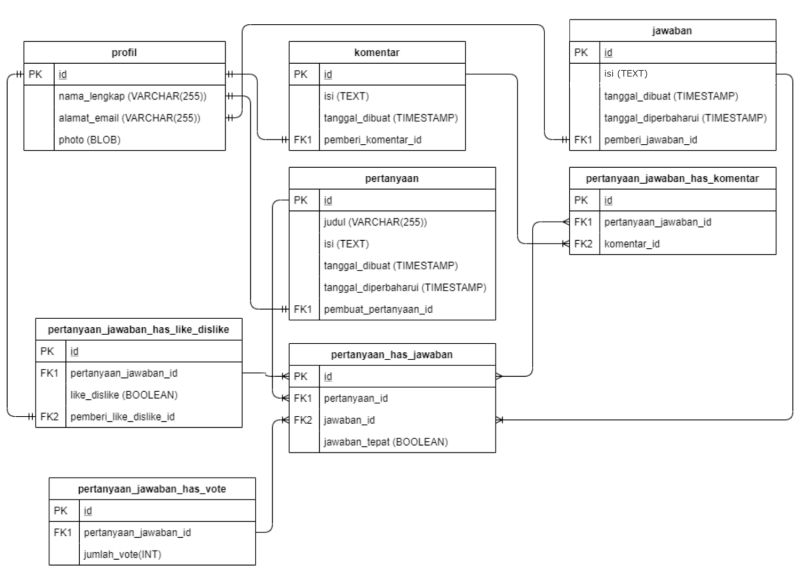 profil
PK id
nama_lengkap (VARCHAR(255))
alamat_email (VARCHAR(255))
photo (BLOB)
komentar
PK id
isi (TEXT)
tanggal_dibuat (TIMESTAMP)
FK1 pemberi_komentar_id
jawaban
PK id
isi (TEXT)
tanggal_dibuat (TIMESTAMP)
tanggal_diperbaharui (TIMESTAMP)
FK1 pemberi_jawaban_id
pertanyaan
PK id
judul (VARCHAR(255))
isi (TEXT)
tanggal_dibuat (TIMESTAMP)
tanggal_diperbaharui (TIMESTAMP)
FK1 pembuat_pertanyaan_id
pertanyaan_jawaban_has_komentar
PK id
FK1 pertanyaan_jawaban_id
FK2 komentar_id
pertanyaan_jawaban_has_like_dislike
PK id
FK1 pertanyaan_jawaban_id
like_dislike (BOOLEAN)
FK2 pemberi_like_dislike_id
pertanyaan_has_jawaban
PK id
FK1 pertanyaan_id
FK2 jawaban_id
jawaban_tepat (BOOLEAN)
pertanyaan_jawaban_has_vote
PK id
FK1 pertanyaan_jawaban_id
jumlah_vote(INT)